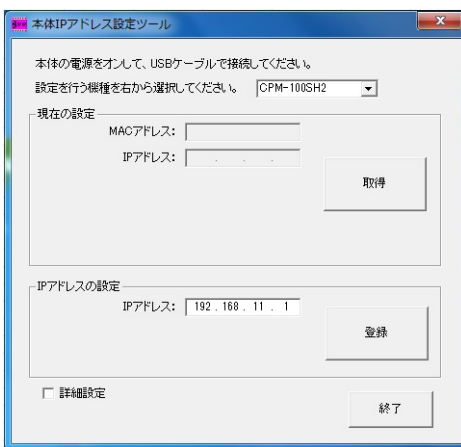 本体IPアドレス設定ツール
本体の電源をオンして、USBケーブルで接続してください。
設定を行う機種を右から選択してください。 CPM-100SH2
現在の設定
MACアドレス:
IPアドレス: . . .
取得
IPアドレスの設定
IPアドレス: 192 . 168 . 11 . 1
登録
詳細設定
終了